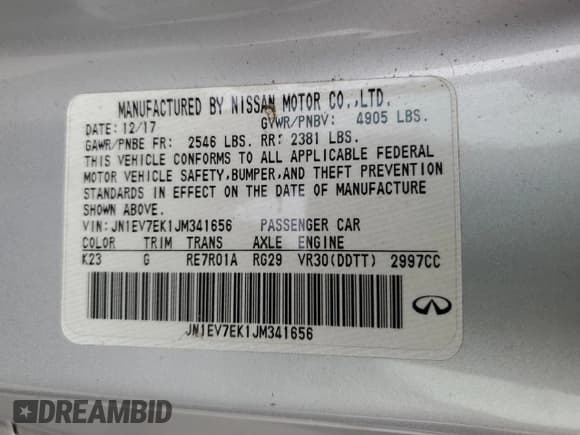 MANUFACTURED BY NISSAN MOTOR CO.,LTD.
DATE: 12/17 GVWR/PNBV: 4905 LBS.
GAWR/PNBE FR: 2546 LBS. RR: 2381 LBS.
THIS VEHICLE CONFORMS TO ALL APPLICABLE FEDERAL
MOTOR VEHICLE SAFETY,BUMPER,AND THEFT PREVENTION
STANDARDS IN EFFECT ON THE DATE OF MANUFACTURE
SHOWN ABOVE.
VIN: JN1EV7EK1JM341656 PASSENGER CAR
COLOR TRIM TRANS AXLE ENGINE
K23 G RE7R01A RG29 VR30(DDTT) 2997CC
JN1EV7EK1JM341656
DREAMBID